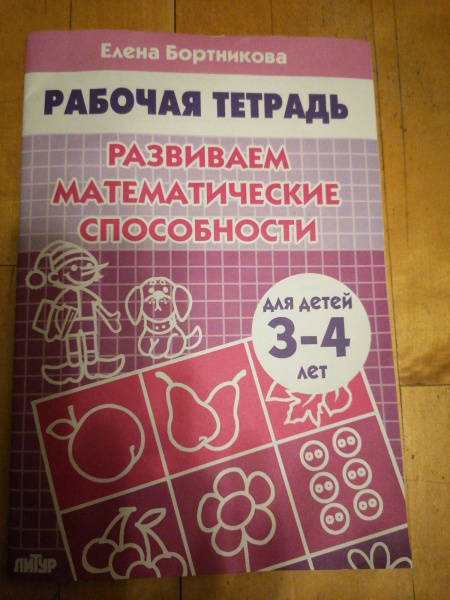 Елена Бортникова
РАБОЧАЯ ТЕТРАДЬ
РАЗВИВАЕМ
МАТЕМАТИЧЕСКИЕ
СПОСОБНОСТИ
для детей
3-4
лет
ЛИТУР